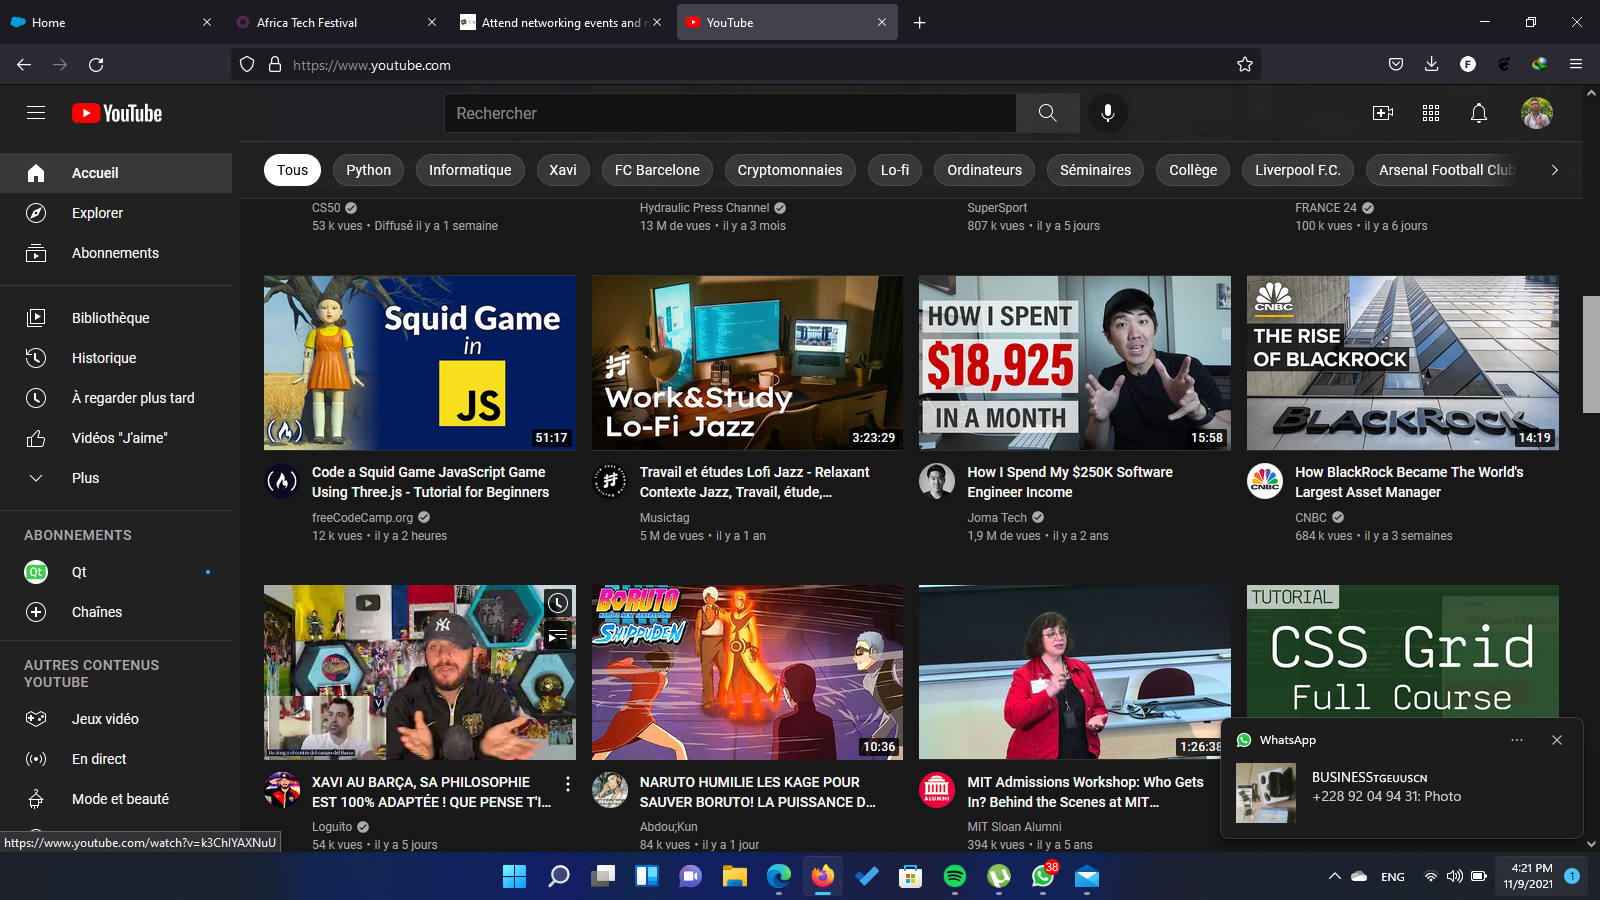 Home
Africa Tech Festival
Attend networking events and
YouTube
https://www.youtube.com
YouTube
Rechercher
Tous
Python
Informatique
Xavi
FC Barcelone
Cryptomonnaies
Lo-fi
Ordinateurs
Séminaires
Collège
Liverpool F.C.
Arsenal Football Club
Accueil
Explorer
Abonnements
Bibliothèque
Historique
À regarder plus tard
Vidéos "J'aime"
Plus
ABONNEMENTS
Qt
Qt
Chaînes
AUTRES CONTENUS
YOUTUBE
Jeux vidéo
En direct
Mode et beauté
CS50
53 k vues • Diffusé il y a 1 semaine
Hydraulic Press Channel
13 M de vues • il y a 3 mois
SuperSport
807 k vues • il y a 5 jours
FRANCE 24
100 k vues • il y a 6 jours
Squid Game
in
JS
51:17
Code a Squid Game JavaScript Game
Using Three.js - Tutorial for Beginners
freeCodeCamp.org
12 k vues • il y a 2 heures
Work&Study
Lo-Fi Jazz
3:23:29
Travail et études Lofi Jazz - Relaxant
Contexte Jazz, Travail, étude,...
Musictag
5 M de vues • il y a 1 an
HOW I SPENT
$18,925
IN A MONTH
15:58
How I Spend My $250K Software
Engineer Income
Joma Tech
1,9 M de vues • il y a 2 ans
CNBC
THE RISE
OF BLACKROCK
BLACKROCK
14:19
CNBC
How BlackRock Became The World's
Largest Asset Manager
CNBC
684 k vues • il y a 3 semaines
XAVI AU BARÇA, SA PHILOSOPHIE
EST 100% ADAPTÉE ! QUE PENSE T'I...
Loguito
54 k vues • il y a 5 jours
BORUTO
SHIPPUDEN
10:36
NARUTO HUMILIE LES KAGE POUR
SAUVER BORUTO! LA PUISSANCE D...
Abdou;Kun
84 k vues • il y a 1 jour
1:26:38
ALUMNI
MIT Admissions Workshop: Who Gets
In? Behind the Scenes at MIT...
MIT Sloan Alumni
394 k vues • il y a 5 ans
TUTORIAL
CSS Grid
Full Course
WhatsApp
BUSINESSTGEUUSCN
+228 92 04 94 31: Photo
https://www.youtube.com/watch?v=k3ChIYAXNuU
38
ENG
4:21 PM
11/9/2021
1